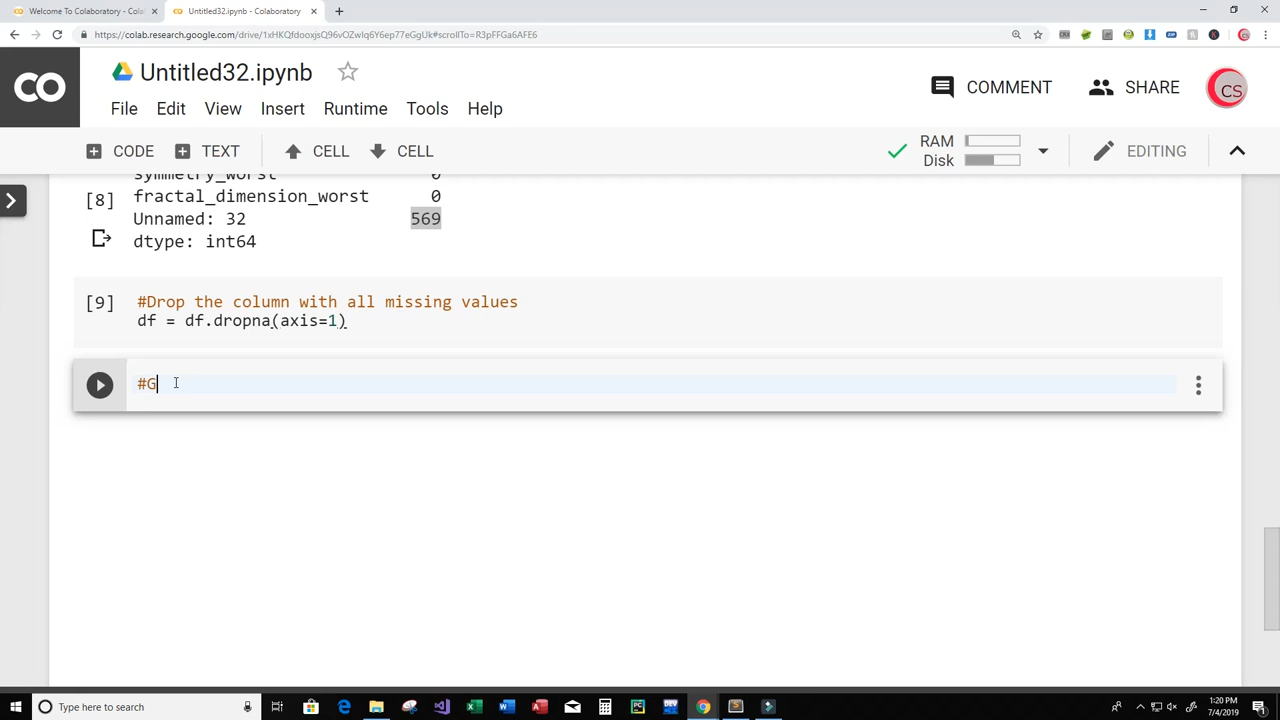 Welcome To Colaboratory - Cola
Untitled32.ipynb - Colaboratory
https://colab.research.google.com/drive/1xHKQfdooxjsQ96vOZwIq6Y6ep77eGgUk#scrollTo=R3pFFGa6AFE6
CO
Untitled32.ipynb
COMMENT
SHARE
CS
File Edit View Insert Runtime Tools Help
CODE TEXT CELL CELL
RAM
Disk
EDITING
symmetry_worst 0
[8] fractal_dimension_worst 0
Unnamed: 32 569
dtype: int64
[9] #Drop the column with all missing values
df = df.dropna(axis=1)
#G
Type here to search
1:20 PM
7/4/2019